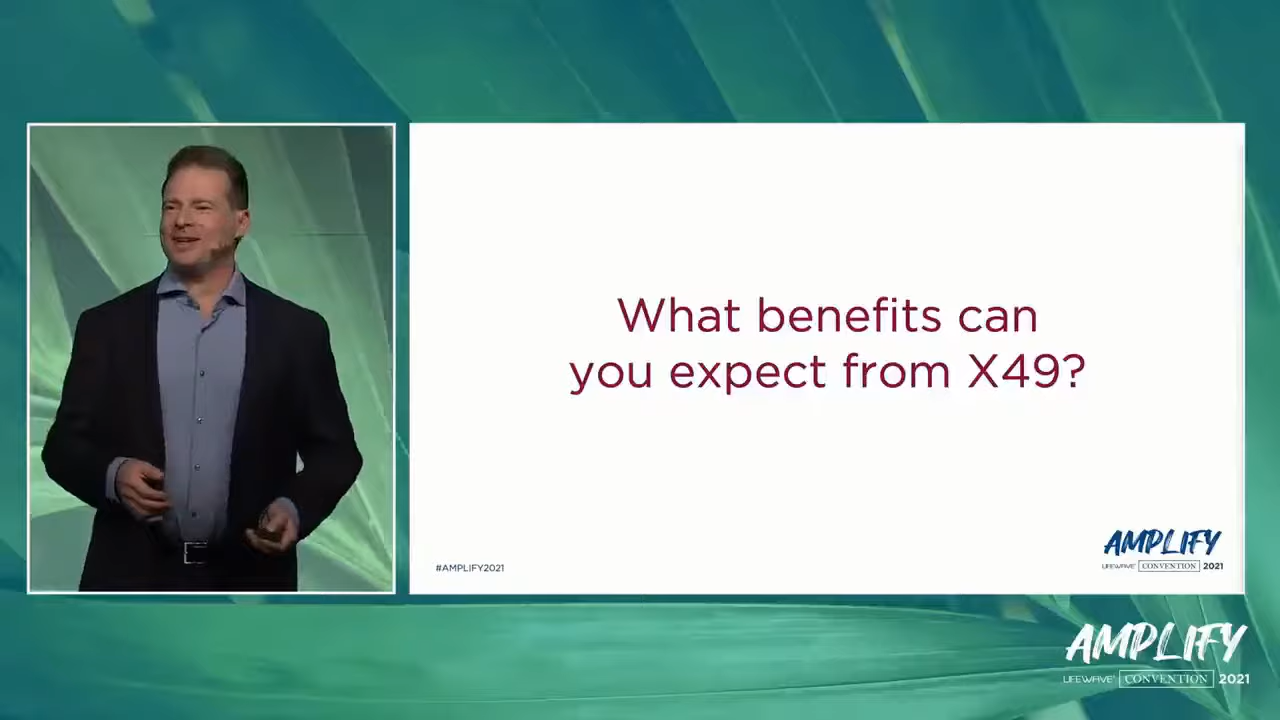 What benefits can
you expect from X49?
#AMPLIFY2021
AMPLIFY
LIFEWAVE® CONVENTION 2021
AMPLIFY
LIFEWAVE® CONVENTION 2021